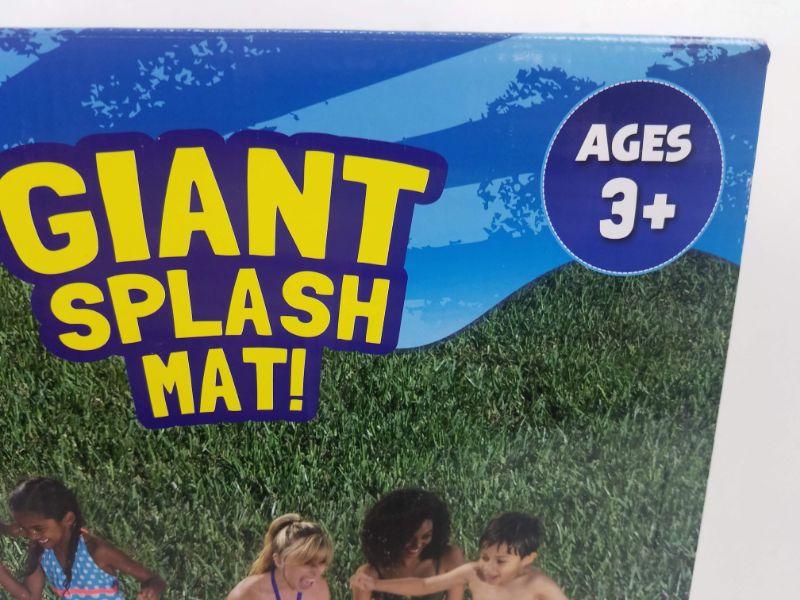 GIANT
SPLASH
MAT!
AGES
3+